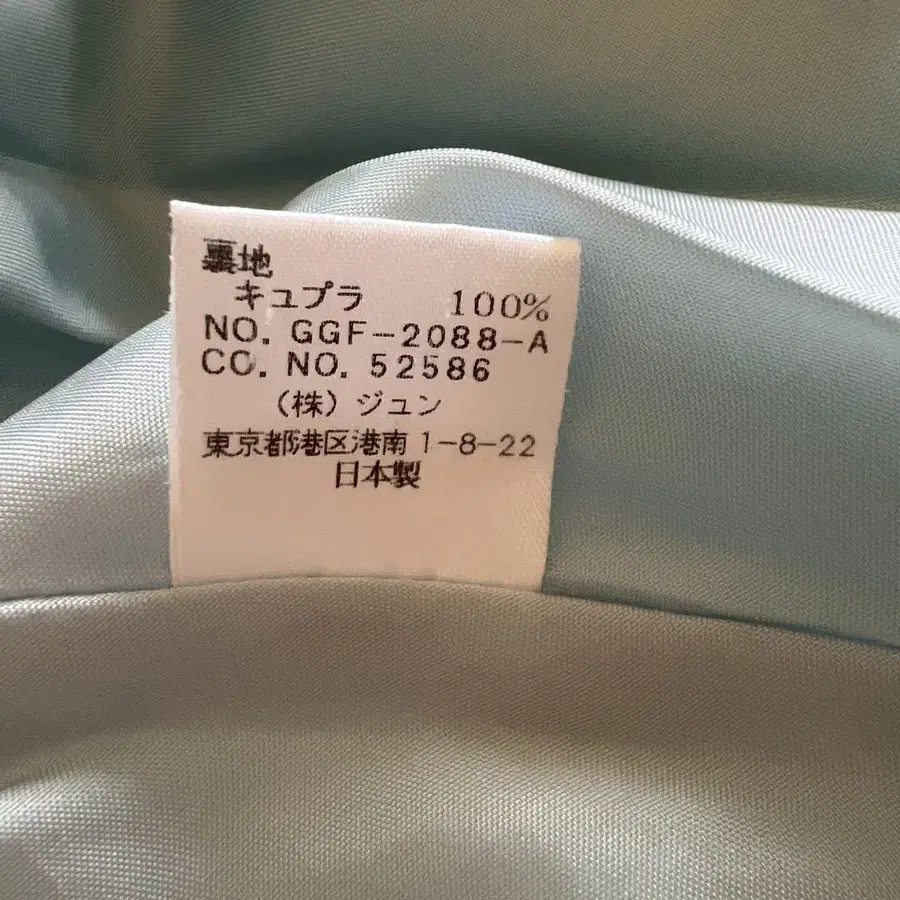 裏地
キュプラ 100%
NO. GGF-2088-A
CO. NO. 52586
(株) ジュン
東京都港区港南 1-8-22
日本製